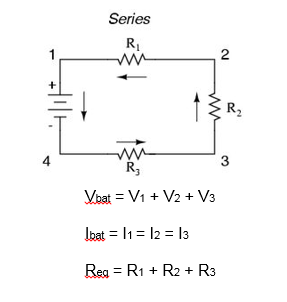 Series
R1
1
2
+
R2
-
4
3
R3
Vbat = V1 + V2 + V3
Ibat = I1 = I2 = I3
Req = R1 + R2 + R3